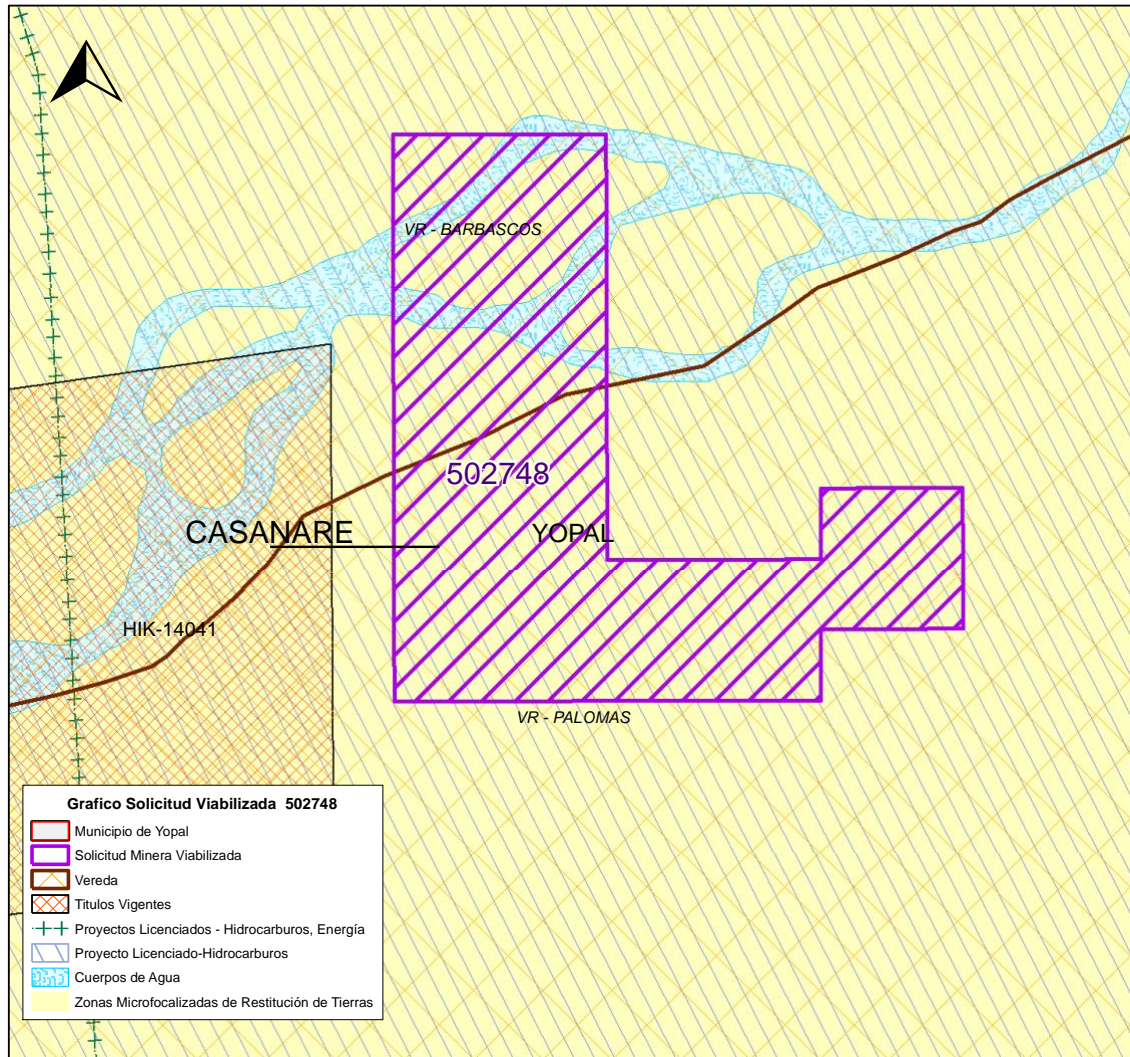 VR - BARBASCOS
502748
CASANARE
YOPAL
HIK-14041
VR - PALOMAS
Grafico Solicitud Viabilizada 502748
Municipio de Yopal
Solicitud Minera Viabilizada
Vereda
Titulos Vigentes
Proyectos Licenciados - Hidrocarburos, Energía
Proyecto Licenciado-Hidrocarburos
Cuerpos de Agua
Zonas Microfocalizadas de Restitución de Tierras